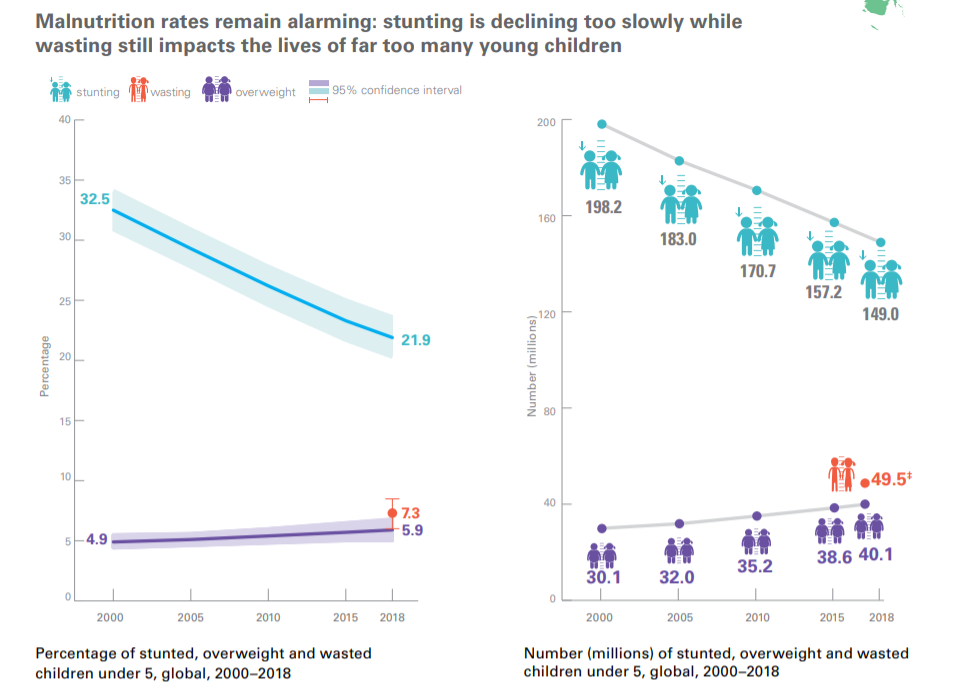 Malnutrition rates remain alarming: stunting is declining too slowly while
wasting still impacts the lives of far too many young children
stunting wasting overweight 95% confidence interval
40
35
30
25
20
15
10
5
0
Percentage
32.5
21.9
7.3
5.9
4.9
2000 2005 2010 2015 2018
Percentage of stunted, overweight and wasted
children under 5, global, 2000–2018
200
160
120
80
40
0
Number (millions)
198.2
183.0
170.7
157.2
149.0
49.5‡
30.1
32.0
35.2
38.6
40.1
2000 2005 2010 2015 2018
Number (millions) of stunted, overweight and wasted
children under 5, global, 2000–2018